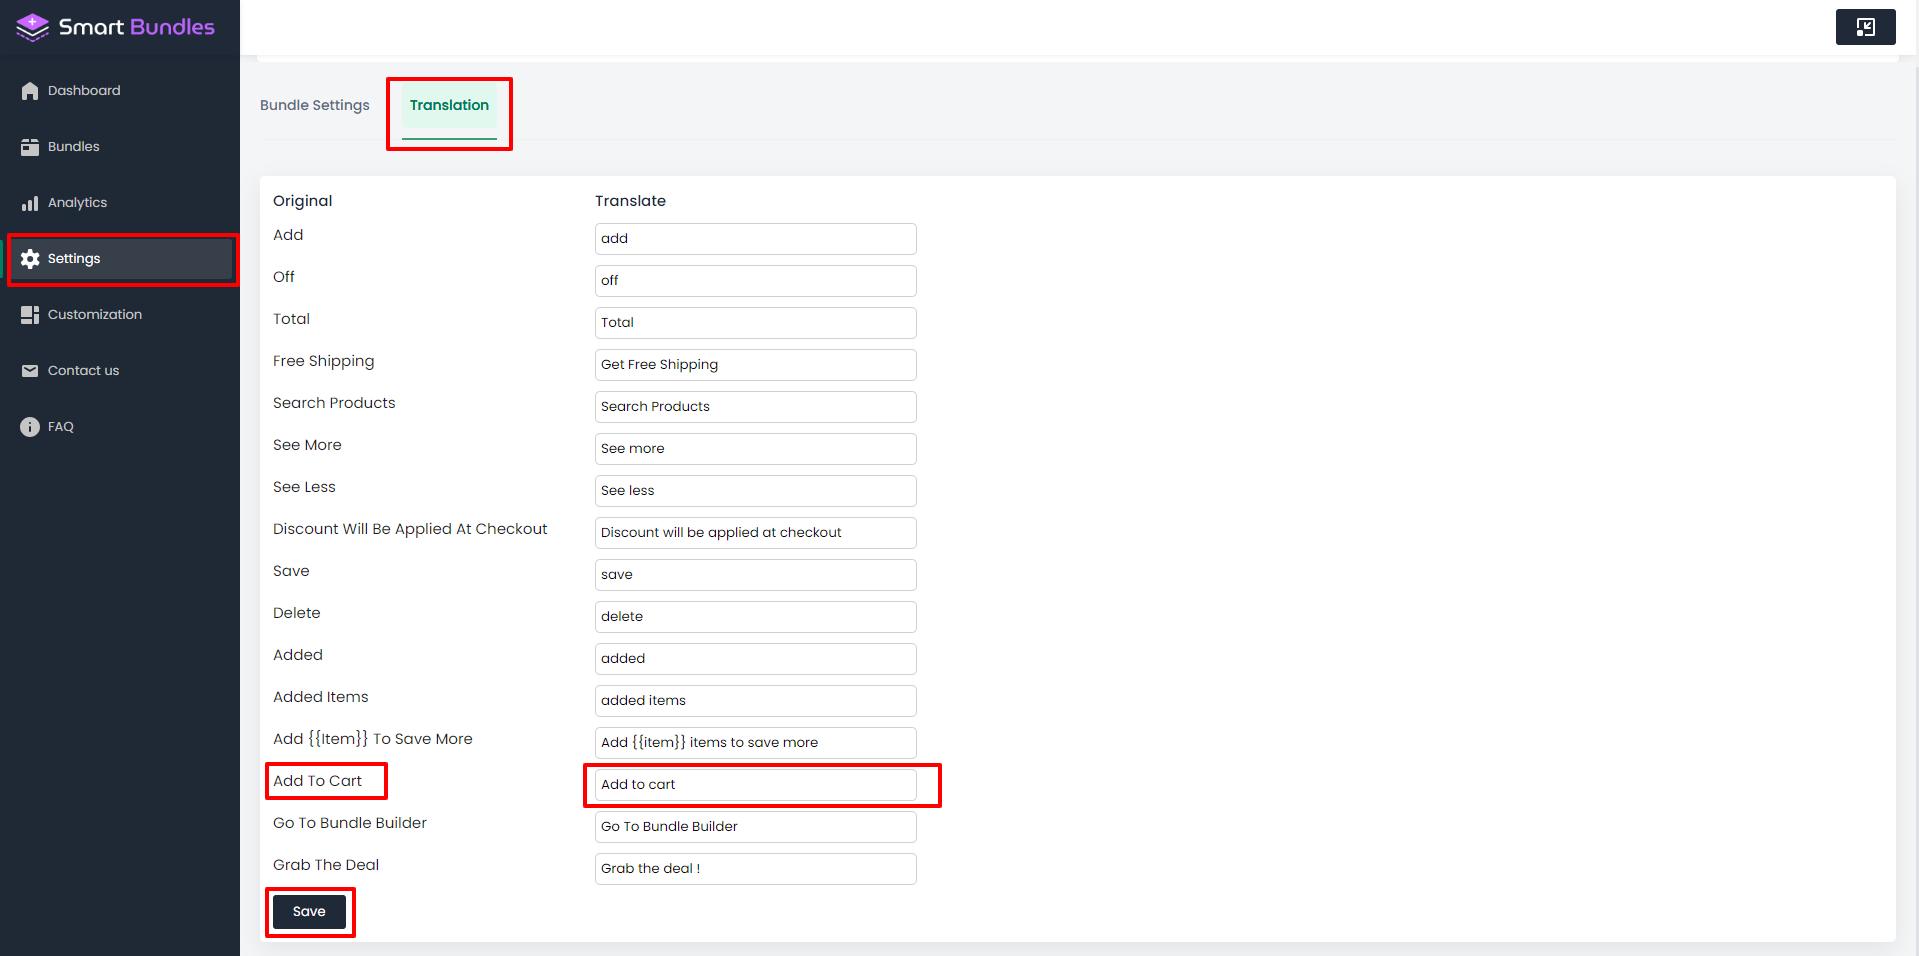 Smart Bundles
Dashboard
Bundles
Analytics
Settings
Customization
Contact us
FAQ
Bundle Settings
Translation
Original Translate
Add add
Off off
Total Total
Free Shipping Get Free Shipping
Search Products Search Products
See More See more
See Less See less
Discount Will Be Applied At Checkout Discount will be applied at checkout
Save save
Delete delete
Added added
Added Items added items
Add {{Item}} To Save More Add {{item}} items to save more
Add To Cart Add to cart
Go To Bundle Builder Go To Bundle Builder
Grab The Deal Grab the deal !
Save